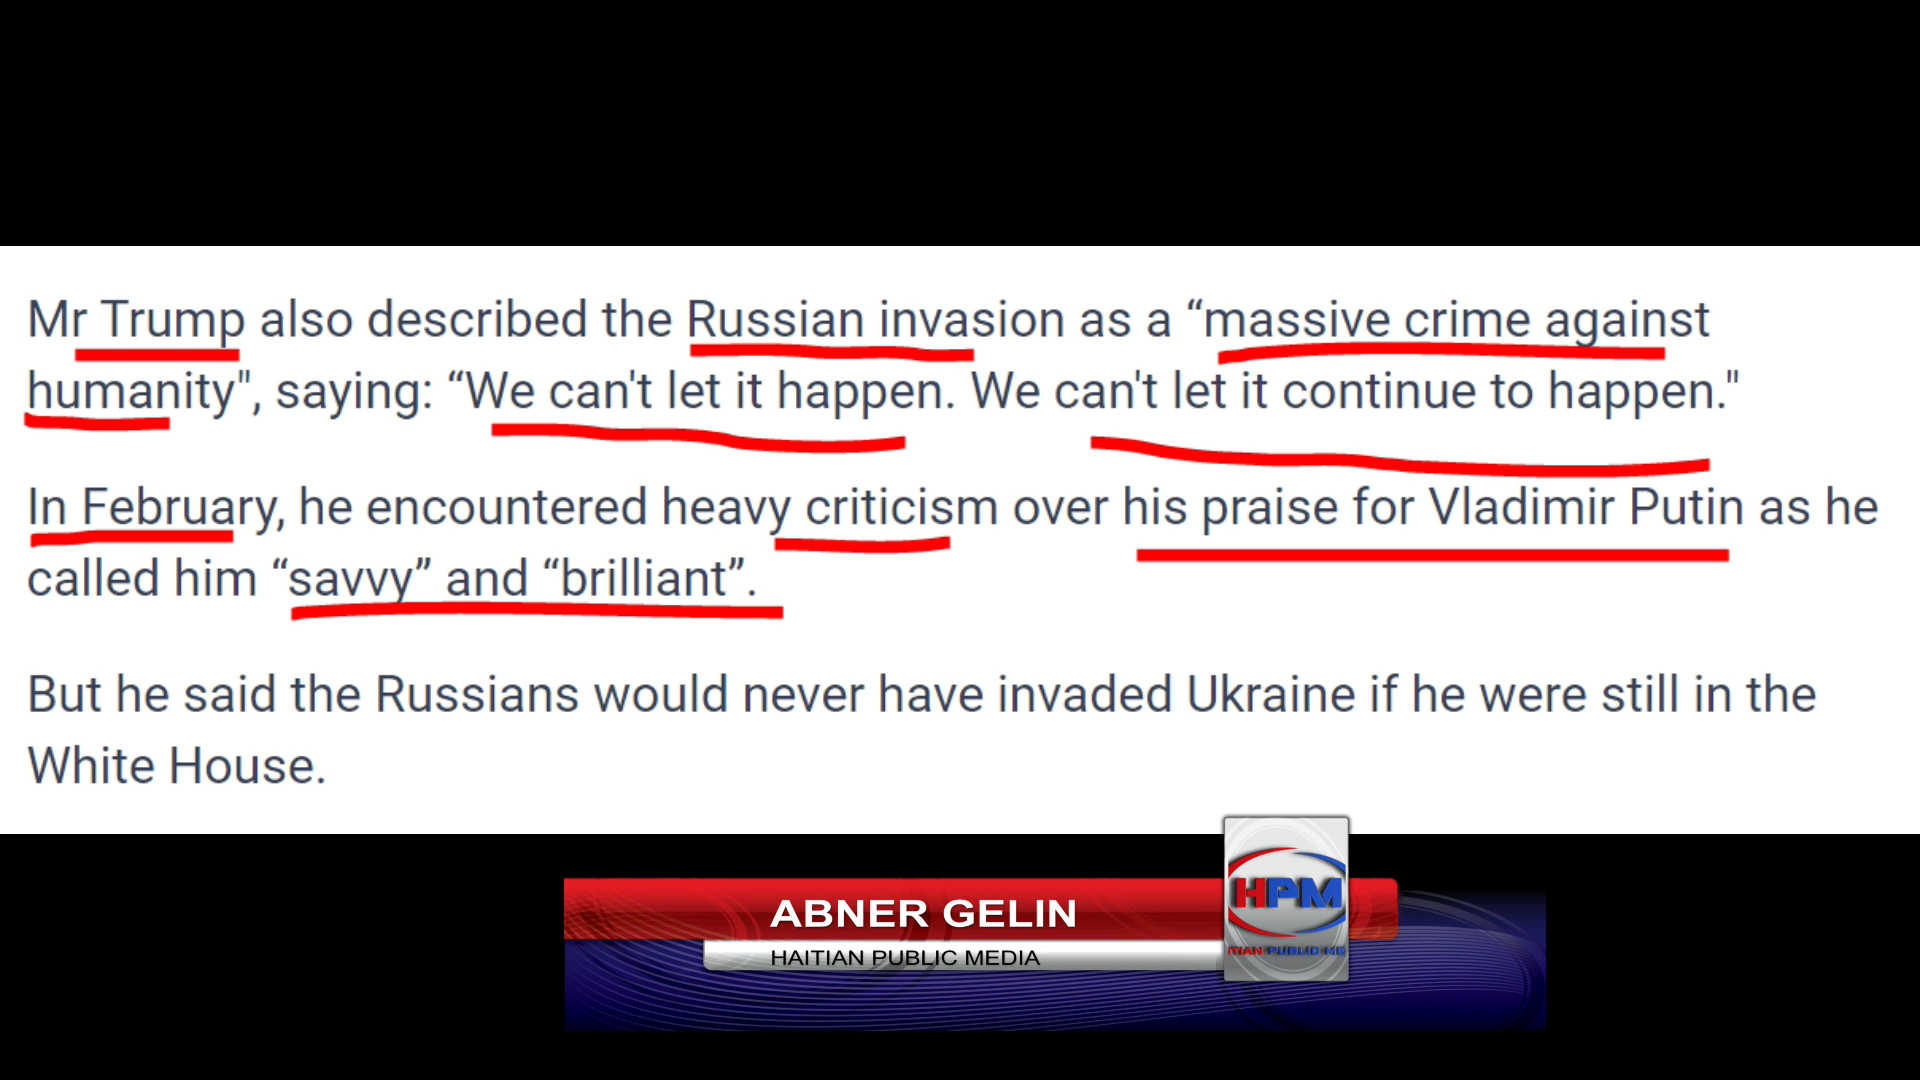 Mr Trump also described the Russian invasion as a “massive crime against
humanity", saying: “We can't let it happen. We can't let it continue to happen."
In February, he encountered heavy criticism over his praise for Vladimir Putin as he
called him “savvy” and “brilliant”.
But he said the Russians would never have invaded Ukraine if he were still in the
White House.
ABNER GELIN
HAITIAN PUBLIC MEDIA
HPM
TIAN PUBLIC ME